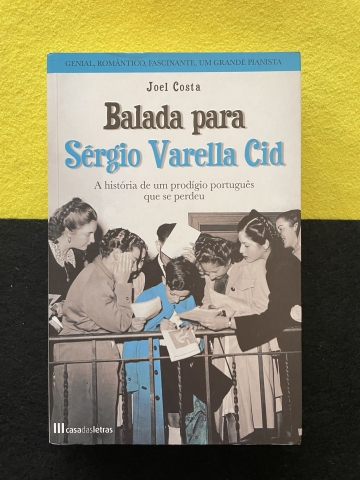 GENIAL, ROMÂNTICO, FASCINANTE, UM GRANDE PIANISTA
Joel Costa
Balada para
Sérgio Varella Cid
A história de um prodígio português
que se perdeu
casadasletras